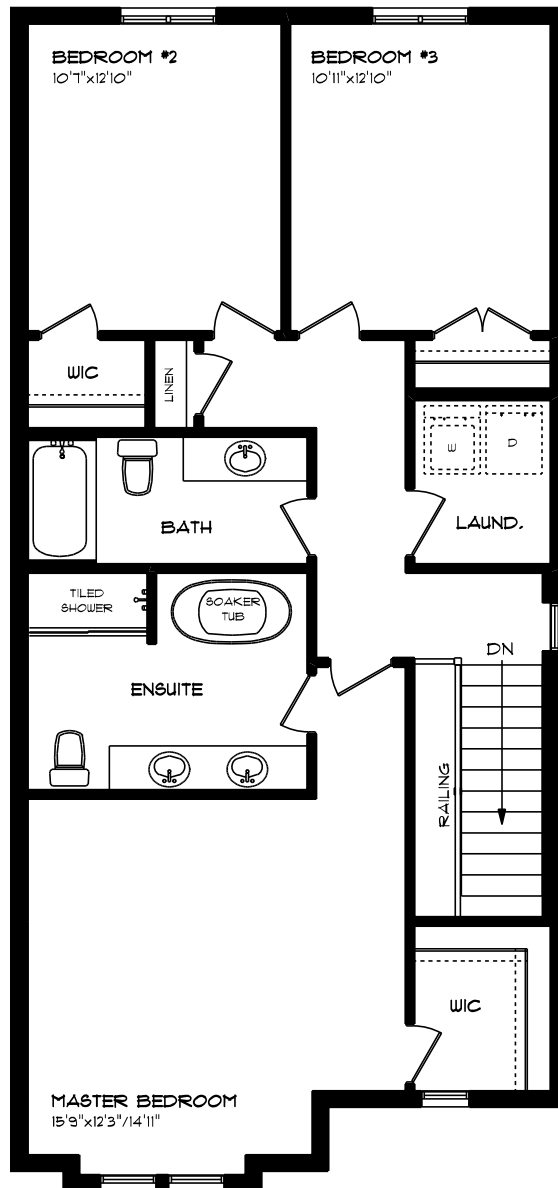 BEDROOM #2
10'7"x12'10"
BEDROOM #3
10'11"x12'10"
WIC
LINEN
W
D
BATH
LAUND.
TILED
SHOWER
SOAKER
TUB
DN
ENSUITE
RAILING
WIC
MASTER BEDROOM
15'9"x12'3"/14'11"